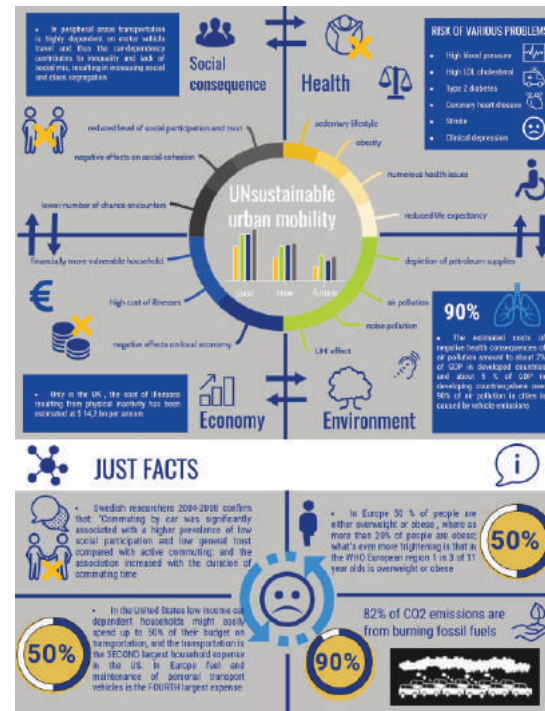 • In peripheral areas transportation
is highly dependent on motor vehicle
travel and thus the car-dependency
contributes to inequality and lack of
social mix, resulting in increasing social
and class segregation
Social
consequence
Health
RISK OF VARIOUS PROBLEMS
• High blood pressure
• High LDL cholesterol
• Type 2 diabetes
• Coronary heart disease
• Stroke
• Clinical depression
reduced level of social participation and trust
negative effects on social cohesion
lower number of chance encounters
sedentary lifestyle
obesity
numerous health issues
reduced life expectancy
UNsustainable
urban mobility
past
now
future
financially more vulnerable household
high cost of illnesses
negative effects on local economy
depletion of petroleum supplies
air pollution
noise pollution
UHI effect
90%
• The estimated costs of
negative health consequences of
air pollution amount to about 2%
of GDP in developed countries
and about 5 % of GDP in
developing countries,where over
90% of air pollution in cities is
caused by vehicle emissions
• Only in the UK , the cost of illnesses
resulting from physical inactivity has been
estimated at $ 14,2 bn per annum
Economy
Environment
JUST FACTS
i
• Swedish researchers 2004-2008 confirm
that: "Commuting by car was significantly
associated with a higher prevalence of low
social participation and low general trust
compared with active commuting; and the
association increased with the duration of
commuting time
• In Europe 50 % of people are
either overweight or obese , where as
more than 20% of people are obese;
what's even more frightening is that in
the WHO European region 1 in 3 of 11
year olds is overweight or obese
50%
50%
• In the United States low income car
dependent households might easily
spend up to 50% of their budget on
transportation, and the transportation is
the SECOND largest household expense
in the US. In Europe fuel and
maintenance of personal transport
vehicles is the FOURTH largest expense
90%
82% of CO2 emissions are
from burning fossil fuels